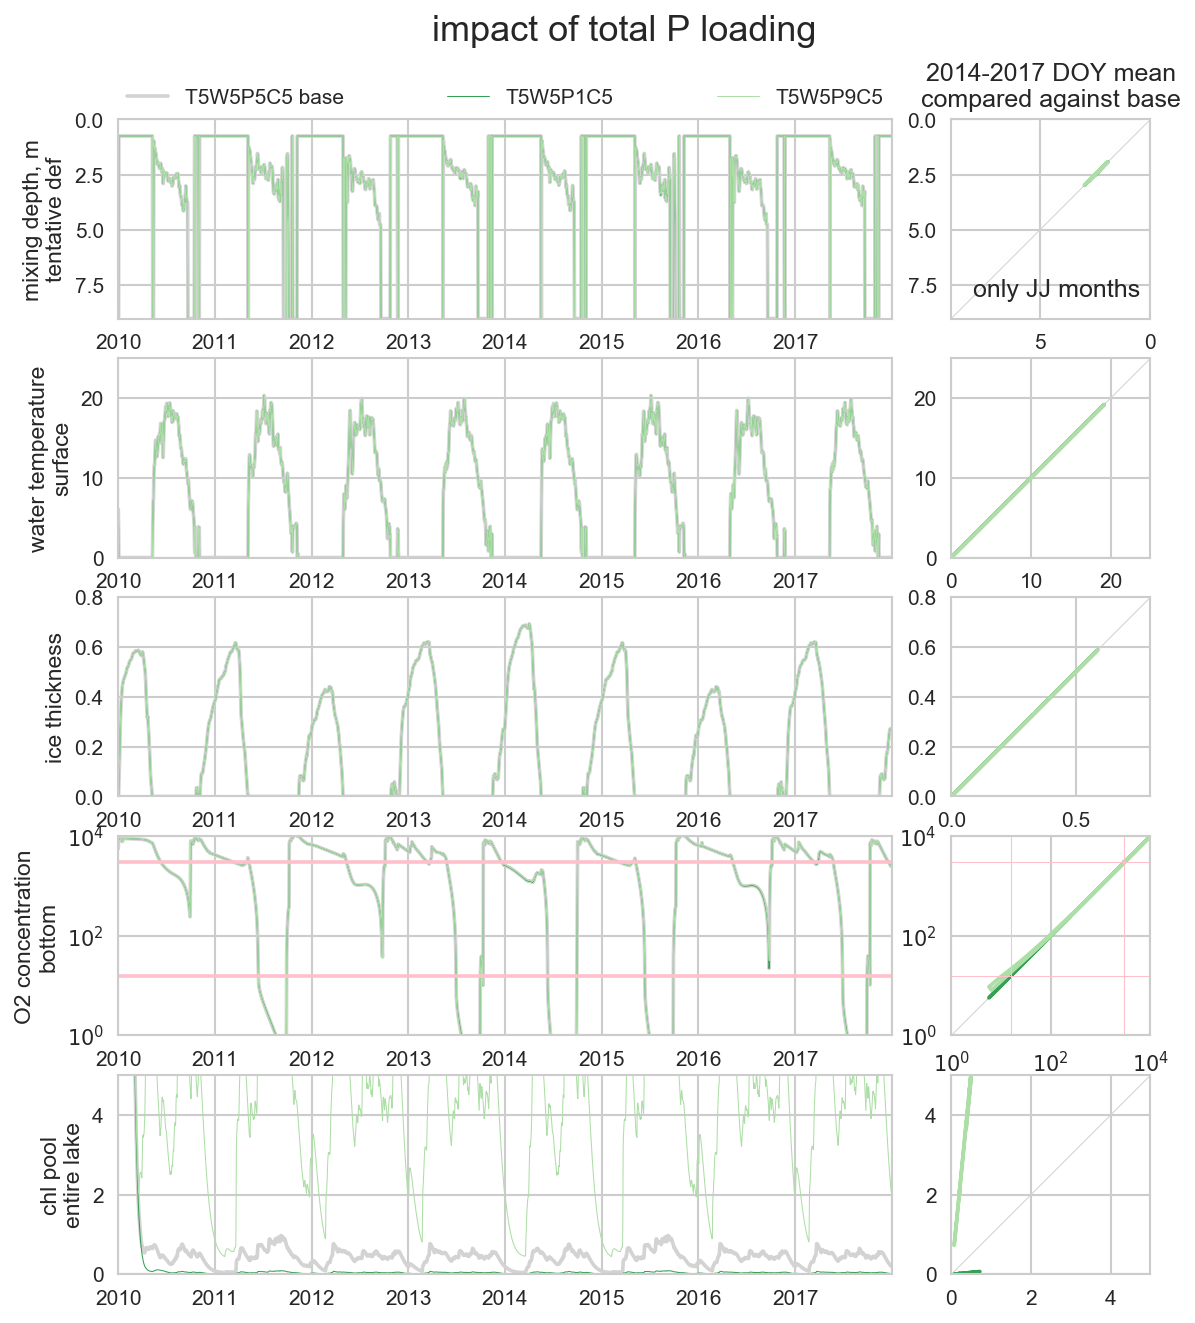 impact of total P loading
T5W5P5C5 base
T5W5P1C5
T5W5P9C5
2014-2017 DOY mean
compared against base
mixing depth, m
tentative def
0.0
2.5
5.0
7.5
2010 2011 2012 2013 2014 2015 2016 2017
0.0
2.5
5.0
7.5
only JJ months
5 0
water temperature
surface
20
10
0
2010 2011 2012 2013 2014 2015 2016 2017
20
10
0
0 10 20
ice thickness
0.8
0.6
0.4
0.2
0.0
2010 2011 2012 2013 2014 2015 2016 2017
0.8
0.6
0.4
0.2
0.0
0.0 0.5
O2 concentration
bottom
10^4
10^2
10^0
2010 2011 2012 2013 2014 2015 2016 2017
10^4
10^2
10^0
10^0 10^2 10^4
chl pool
entire lake
4
2
0
2010 2011 2012 2013 2014 2015 2016 2017
4
2
0
0 2 4